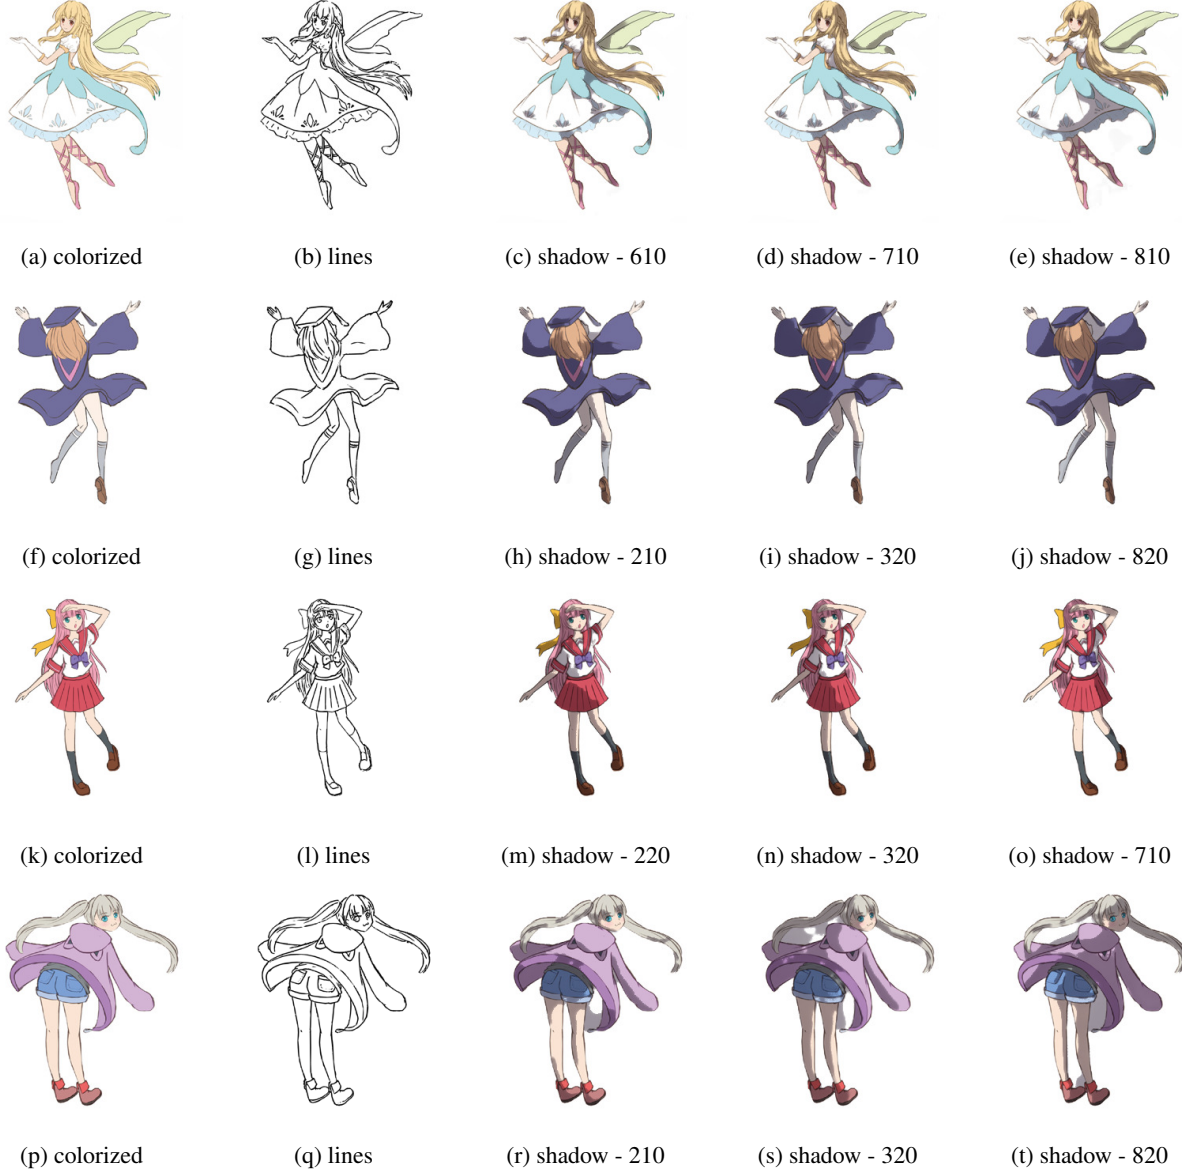 (a) colorized (b) lines (c) shadow - 610 (d) shadow - 710 (e) shadow - 810
(f) colorized (g) lines (h) shadow - 210 (i) shadow - 320 (j) shadow - 820
(k) colorized (l) lines (m) shadow - 220 (n) shadow - 320 (o) shadow - 710
(p) colorized (q) lines (r) shadow - 210 (s) shadow - 320 (t) shadow - 820